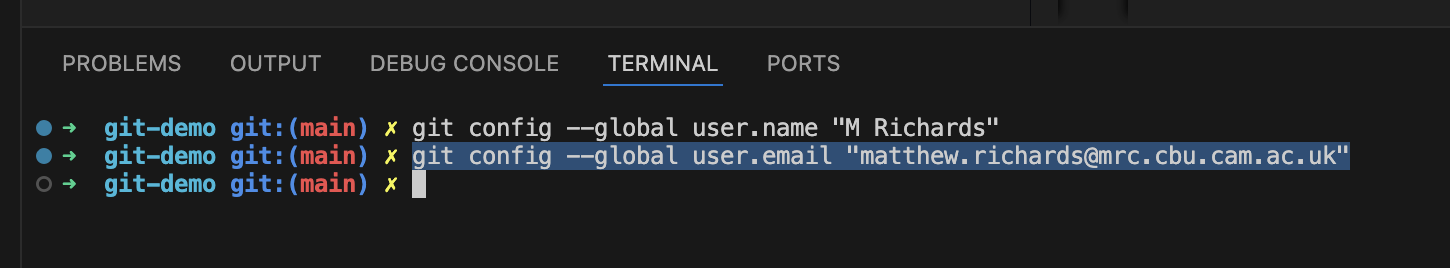 PROBLEMS OUTPUT DEBUG CONSOLE TERMINAL PORTS
➜ git-demo git:(main) ✗ git config --global user.name "M Richards"
➜ git-demo git:(main) ✗ git config --global user.email "matthew.richards@mrc.cbu.cam.ac.uk"
➜ git-demo git:(main) ✗